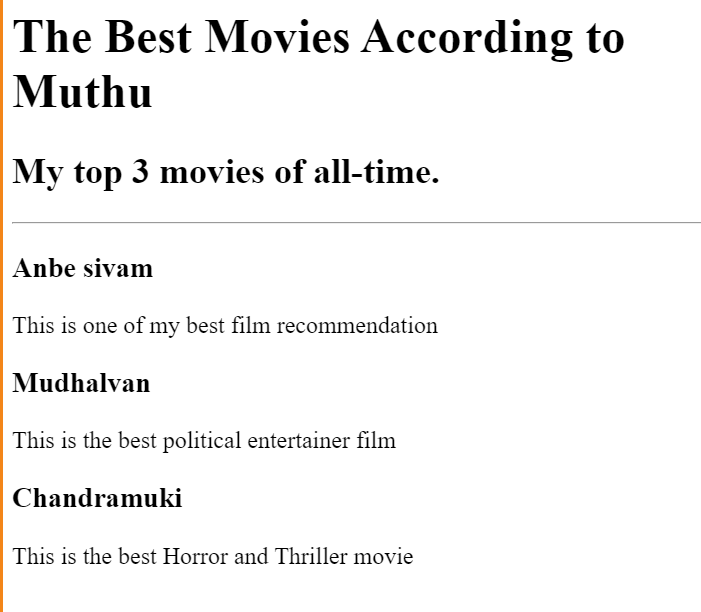 The Best Movies According to
Muthu
My top 3 movies of all-time.
Anbe sivam
This is one of my best film recommendation
Mudhalvan
This is the best political entertainer film
Chandramuki
This is the best Horror and Thriller movie